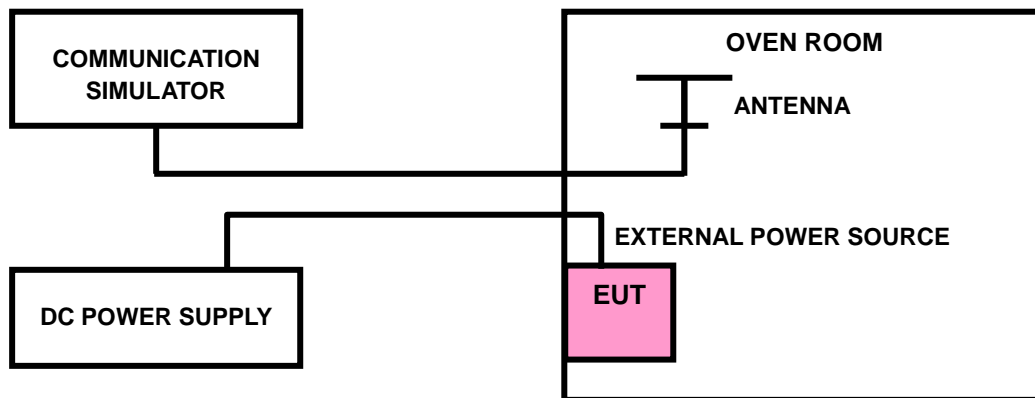 COMMUNICATION
SIMULATOR
OVEN ROOM
ANTENNA
EXTERNAL POWER SOURCE
DC POWER SUPPLY
EUT